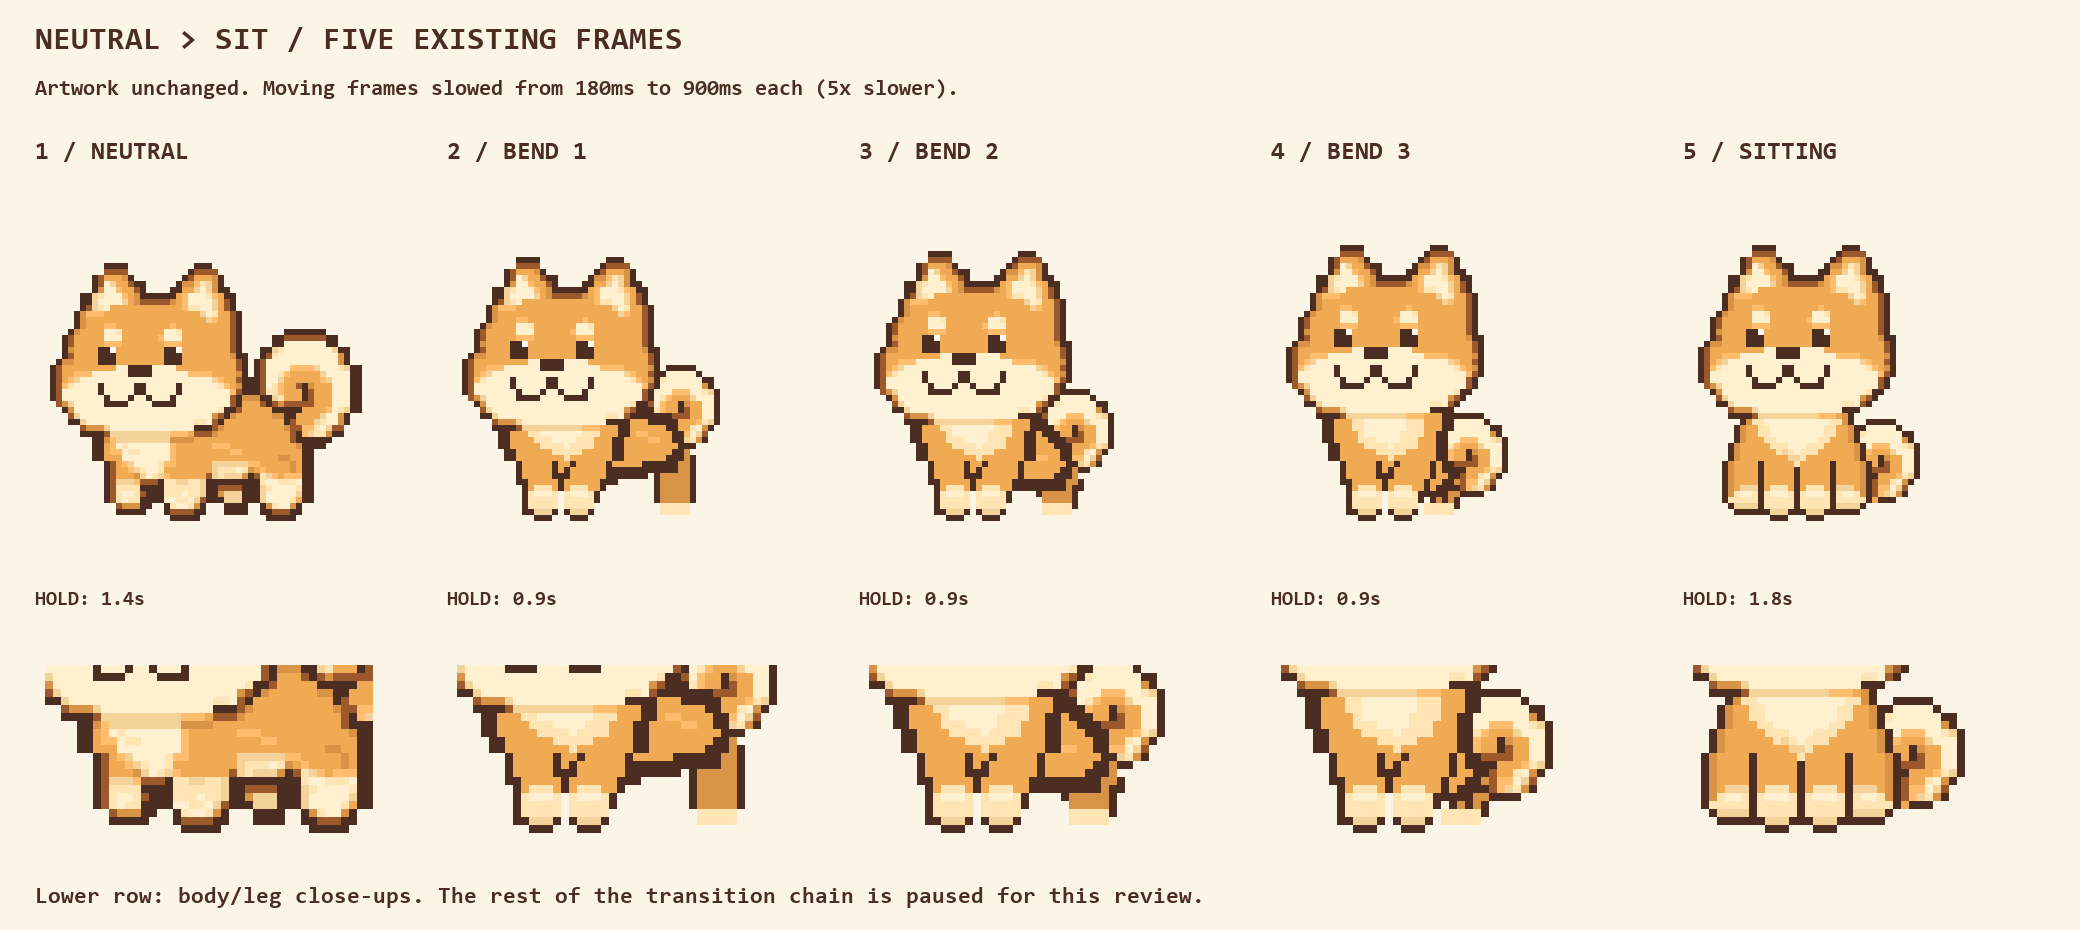 NEUTRAL > SIT / FIVE EXISTING FRAMES
Artwork unchanged. Moving frames slowed from 180ms to 900ms each (5x slower).
1 / NEUTRAL
2 / BEND 1
3 / BEND 2
4 / BEND 3
5 / SITTING
HOLD: 1.4s
HOLD: 0.9s
HOLD: 0.9s
HOLD: 0.9s
HOLD: 1.8s
Lower row: body/leg close-ups. The rest of the transition chain is paused for this review.